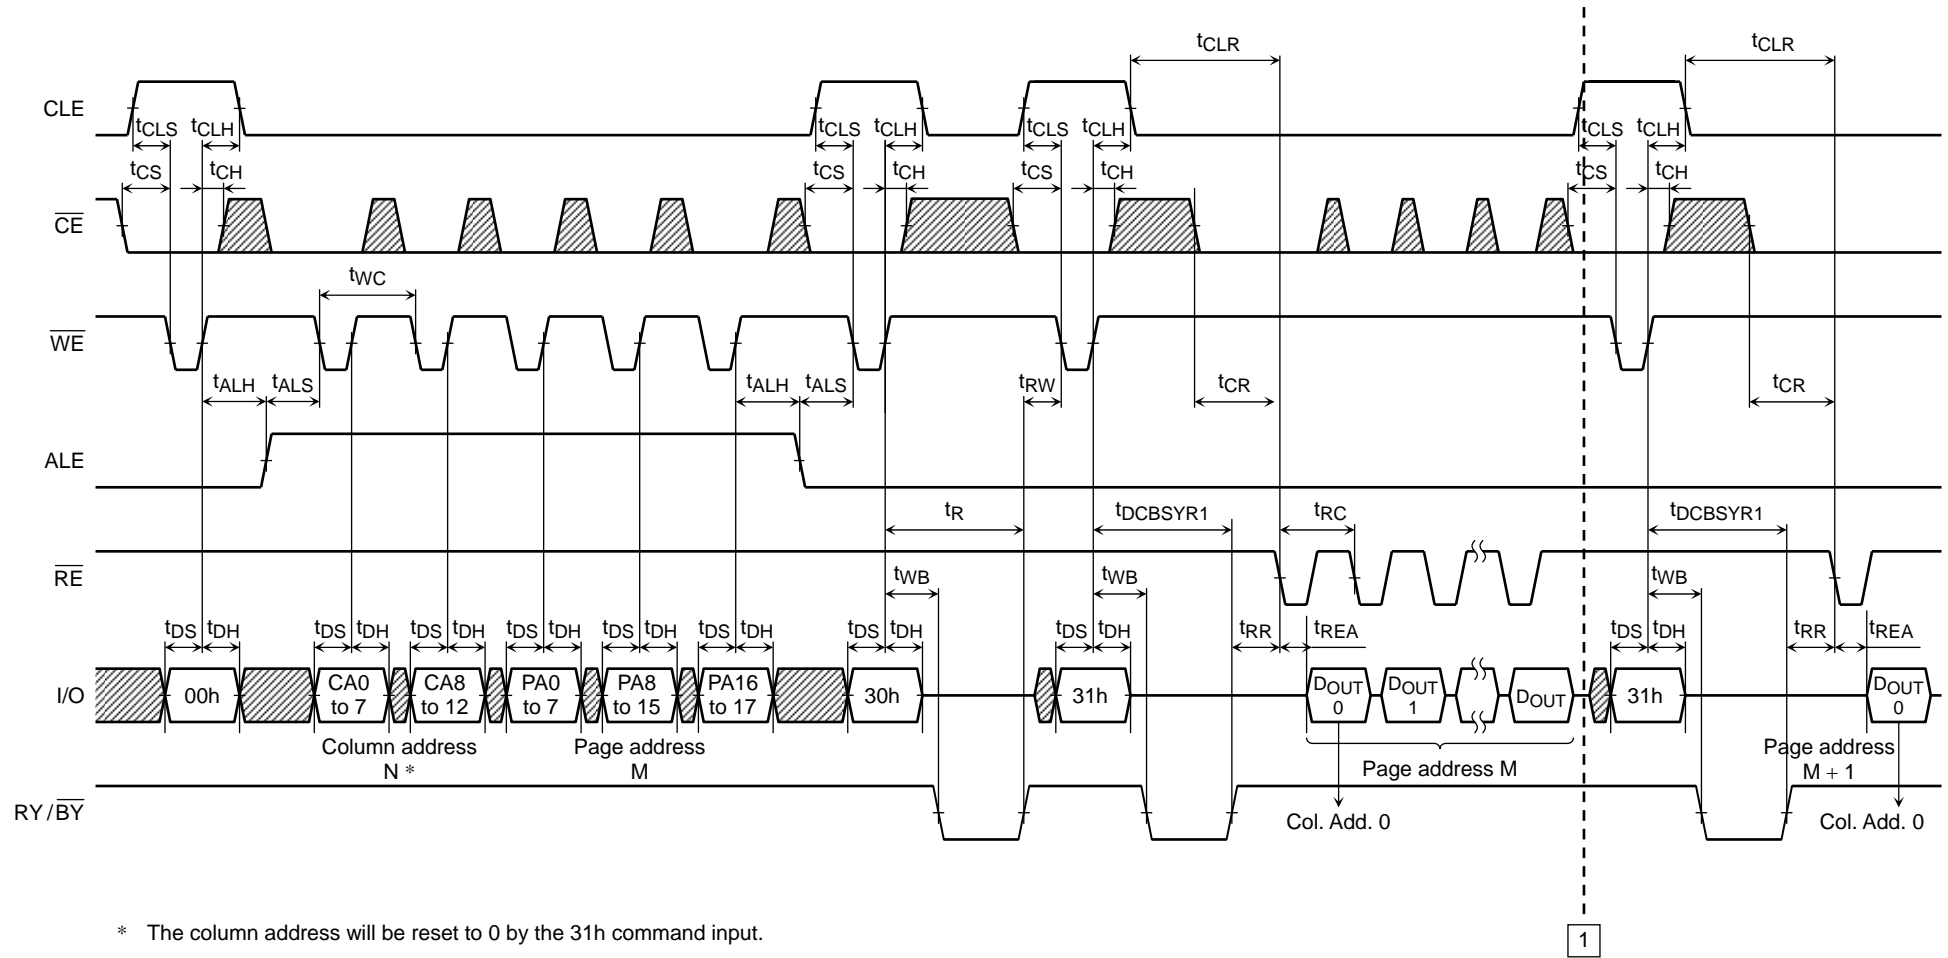 tCLR tCLR
CLE
tCLS tCLH tCLS tCLH tCLS tCLH tCLS tCLH
tCS tCH tCS tCH tCS tCH tCS tCH
CE
tWC
WE
tALH tALS tALH tALS tRW tCR tCR
ALE
tR tDCBSYR1 tRC tDCBSYR1
RE
tWB tWB tWB
tDS tDH tDS tDH tDS tDH tDS tDH tDS tDH tDS tDH tDS tDH tDS tDH tRR tREA tDS tDH tRR tREA
I/O
00h
CA0
to 7
CA8
to 12
PA0
to 7
PA8
to 15
PA16
to 17
30h
31h
DOUT
0
DOUT
1
DOUT
31h
DOUT
0
Column address
N *
Page address
M
Page address M
Page address
M + 1
RY/BY
Col. Add. 0
Col. Add. 0
* The column address will be reset to 0 by the 31h command input.
1